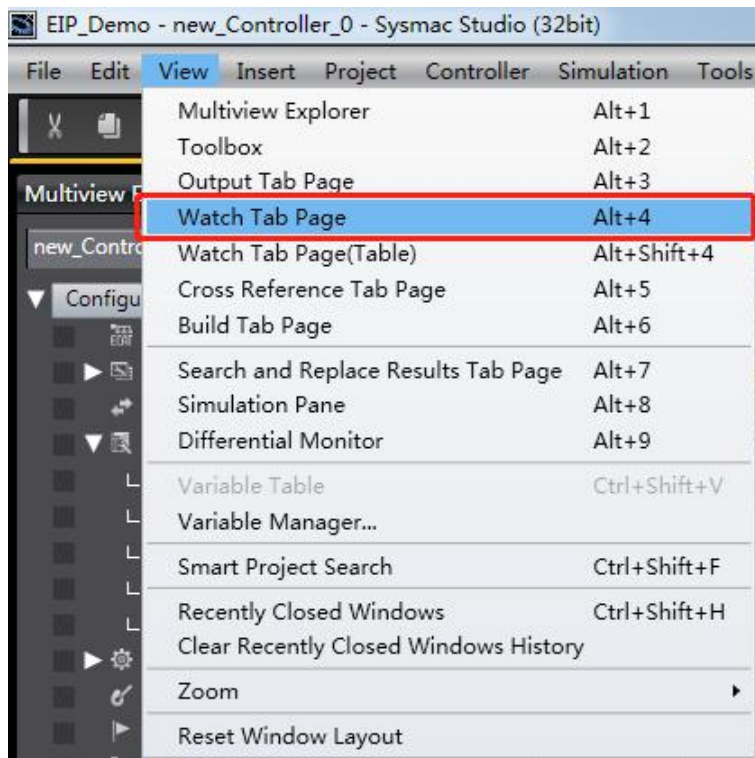 EIP_Demo - new_Controller_0 - Sysmac Studio (32bit)
File Edit View Insert Project Controller Simulation Tools
Multiview Explorer Alt+1
Toolbox Alt+2
Output Tab Page Alt+3
Multiview
Watch Tab Page Alt+4
new_Contro
Watch Tab Page(Table) Alt+Shift+4
Configu
Cross Reference Tab Page Alt+5
Build Tab Page Alt+6
Search and Replace Results Tab Page Alt+7
Simulation Pane Alt+8
Differential Monitor Alt+9
Variable Table Ctrl+Shift+V
Variable Manager...
Smart Project Search Ctrl+Shift+F
Recently Closed Windows Ctrl+Shift+H
Clear Recently Closed Windows History
Zoom
Reset Window Layout